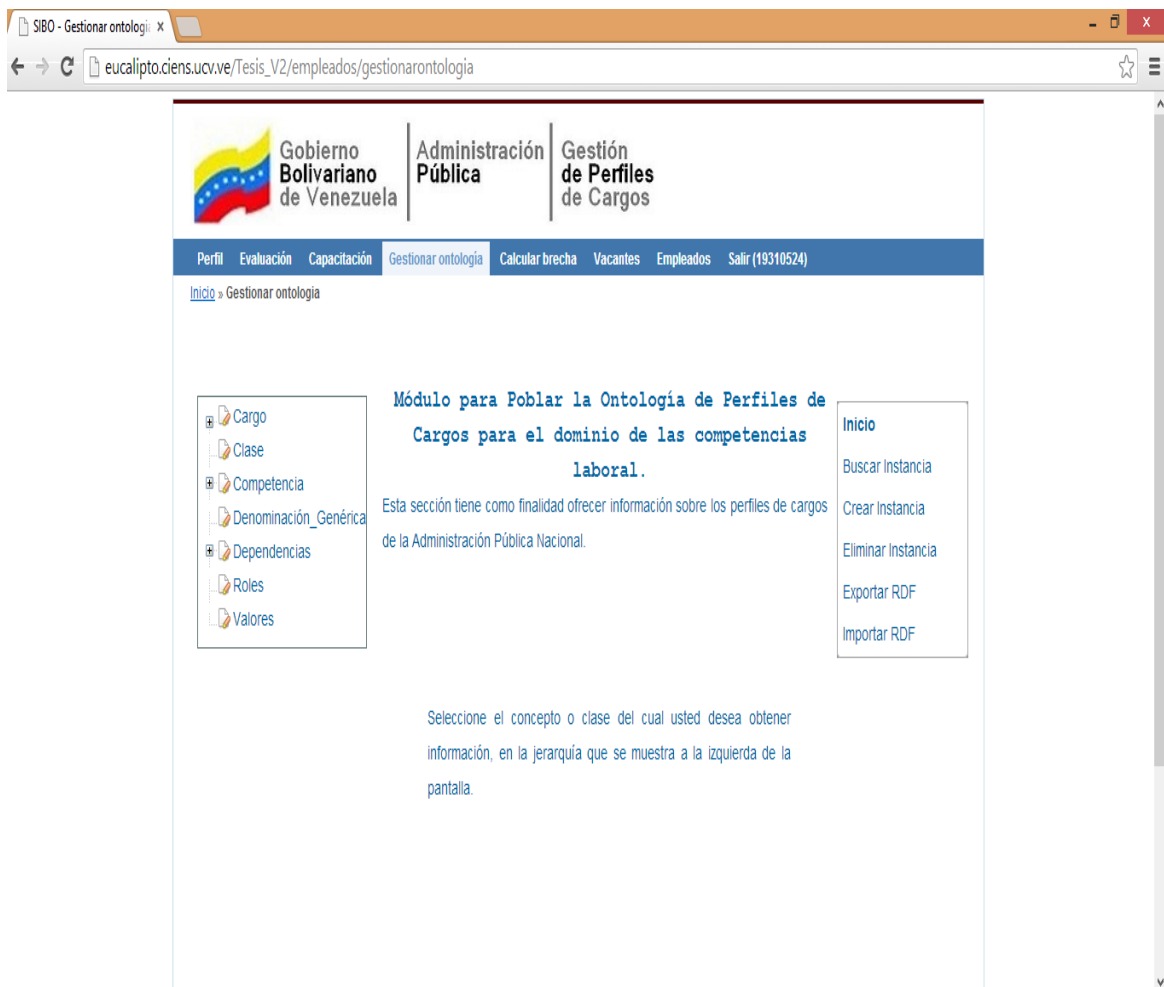 SIBO - Gestionar ontologi
eucalipto.ciens.ucv.ve/Tesis_V2/empleados/gestionarontologia
Gobierno
Bolivariano
de Venezuela
Administración
Pública
Gestión
de Perfiles
de Cargos
Perfil Evaluación Capacitación Gestionar ontologia Calcular brecha Vacantes Empleados Salir (19310524)
Inicio » Gestionar ontologia
Cargo
Clase
Competencia
Denominación_Genérica
Dependencias
Roles
Valores
Módulo para Poblar la Ontología de Perfiles de
Cargos para el dominio de las competencias
laboral.
Esta sección tiene como finalidad ofrecer información sobre los perfiles de cargos
de la Administración Pública Nacional.
Inicio
Buscar Instancia
Crear Instancia
Eliminar Instancia
Exportar RDF
Importar RDF
Seleccione el concepto o clase del cual usted desea obtener
información, en la jerarquía que se muestra a la izquierda de la
pantalla.